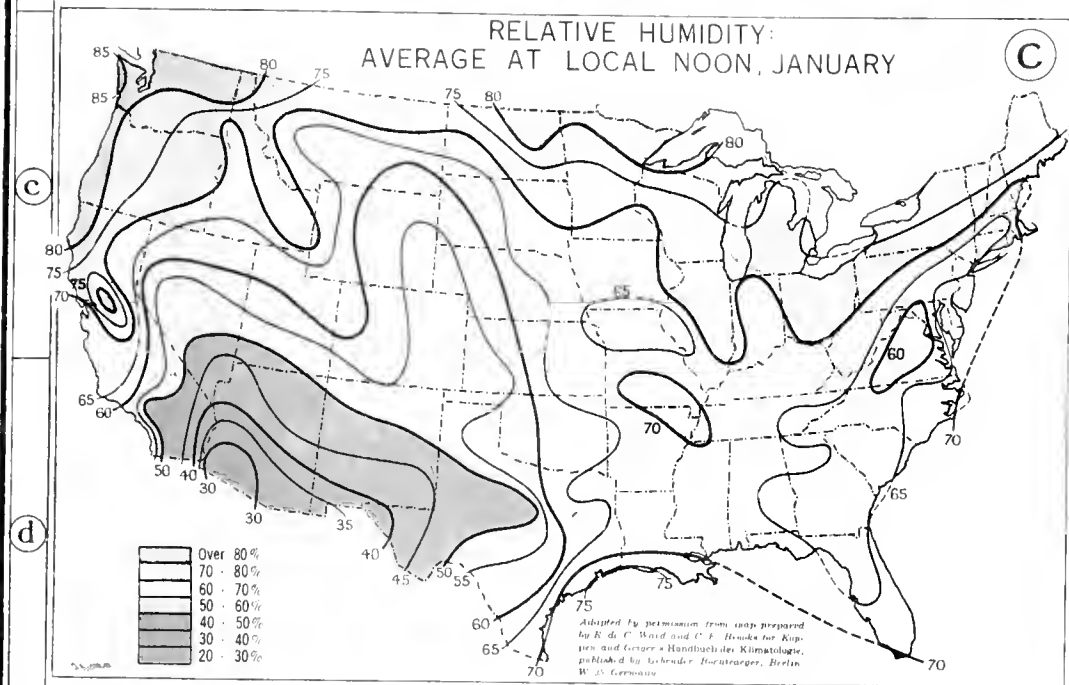 RELATIVE HUMIDITY:
AVERAGE AT LOCAL NOON, JANUARY
C
c
d
85
80
75
85
75
80
80
80
75
75
70
65
60
65
60
70
70
65
50
40
30
30
35
40
45
50
55
60
65
70
75
75
70
Over 80%
70 - 80%
60 - 70%
50 - 60%
40 - 50%
30 - 40%
20 - 30%
Adapted by permission from map prepared
by R. de C. Ward and C. F. Brooks for Köp-
pen and Geiger's Handbuch der Klimatologie,
published by Gebruder Borntraeger, Berlin
W 35 Germany